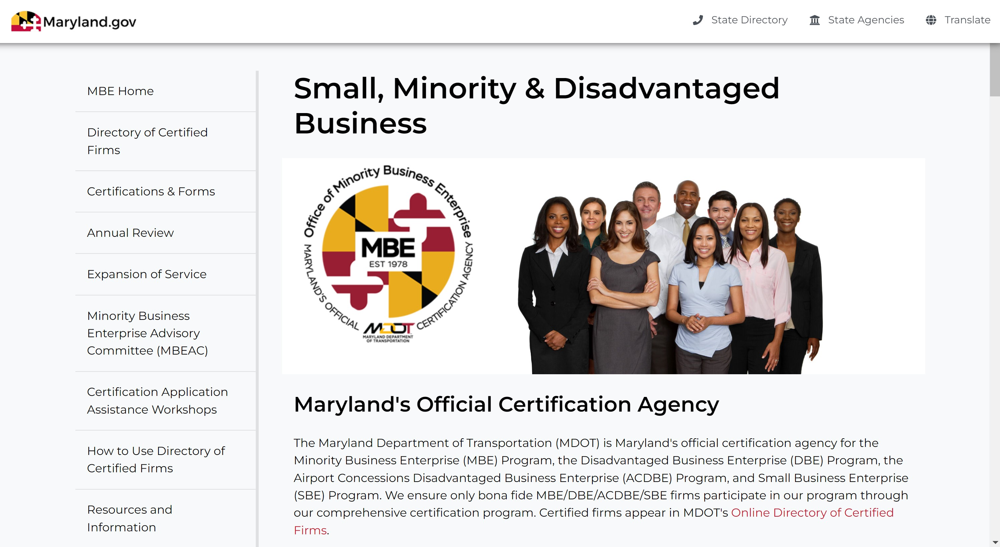 Maryland.gov
State Directory
State Agencies
Translate
MBE Home
Directory of Certified
Firms
Certifications & Forms
Annual Review
Expansion of Service
Minority Business
Enterprise Advisory
Committee (MBEAC)
Certification Application
Assistance Workshops
How to Use Directory of
Certified Firms
Resources and
Information
Small, Minority & Disadvantaged
Business
Office of Minority Business Enterprise
MBE
EST 1978
MARYLAND'S OFFICIAL
CERTIFICATION AGENCY
MDOT
MARYLAND DEPARTMENT
OF TRANSPORTATION
Maryland's Official Certification Agency
The Maryland Department of Transportation (MDOT) is Maryland's official certification agency for the
Minority Business Enterprise (MBE) Program, the Disadvantaged Business Enterprise (DBE) Program, the
Airport Concessions Disadvantaged Business Enterprise (ACDBE) Program, and Small Business Enterprise
(SBE) Program. We ensure only bona fide MBE/DBE/ACDBE/SBE firms participate in our program through
our comprehensive certification program. Certified firms appear in MDOT's Online Directory of Certified
Firms.